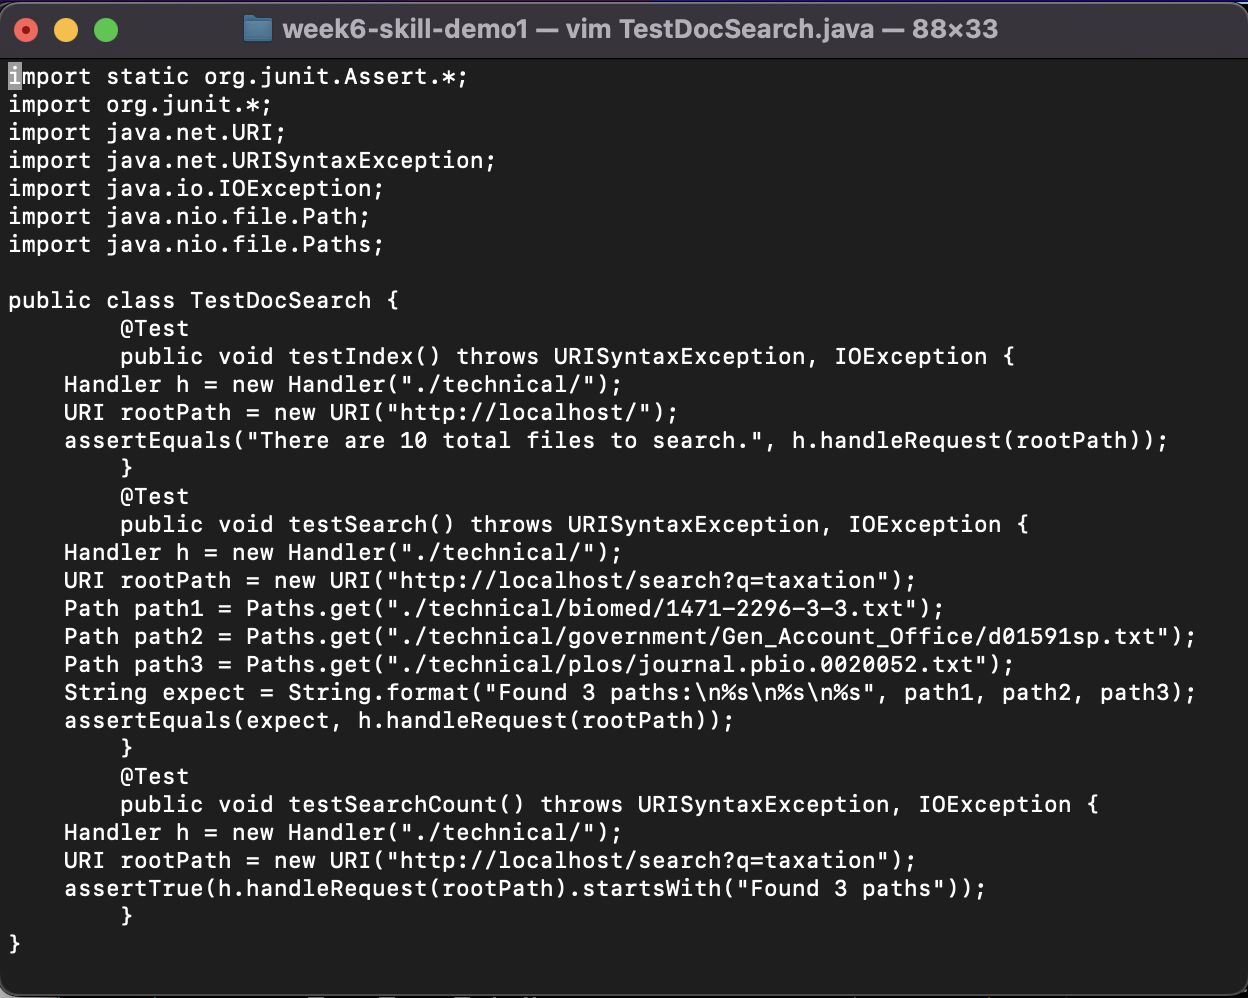 week6-skill-demo1 — vim TestDocSearch.java — 88×33
import static org.junit.Assert.*;
import org.junit.*;
import java.net.URI;
import java.net.URISyntaxException;
import java.io.IOException;
import java.nio.file.Path;
import java.nio.file.Paths;

public class TestDocSearch {
        @Test
        public void testIndex() throws URISyntaxException, IOException {
    Handler h = new Handler("./technical/");
    URI rootPath = new URI("http://localhost/");
    assertEquals("There are 10 total files to search.", h.handleRequest(rootPath));
        }
        @Test
        public void testSearch() throws URISyntaxException, IOException {
    Handler h = new Handler("./technical/");
    URI rootPath = new URI("http://localhost/search?q=taxation");
    Path path1 = Paths.get("./technical/biomed/1471-2296-3-3.txt");
    Path path2 = Paths.get("./technical/government/Gen_Account_Office/d01591sp.txt");
    Path path3 = Paths.get("./technical/plos/journal.pbio.0020052.txt");
    String expect = String.format("Found 3 paths:\n%s\n%s\n%s", path1, path2, path3);
    assertEquals(expect, h.handleRequest(rootPath));
        }
        @Test
        public void testSearchCount() throws URISyntaxException, IOException {
    Handler h = new Handler("./technical/");
    URI rootPath = new URI("http://localhost/search?q=taxation");
    assertTrue(h.handleRequest(rootPath).startsWith("Found 3 paths"));
        }
}